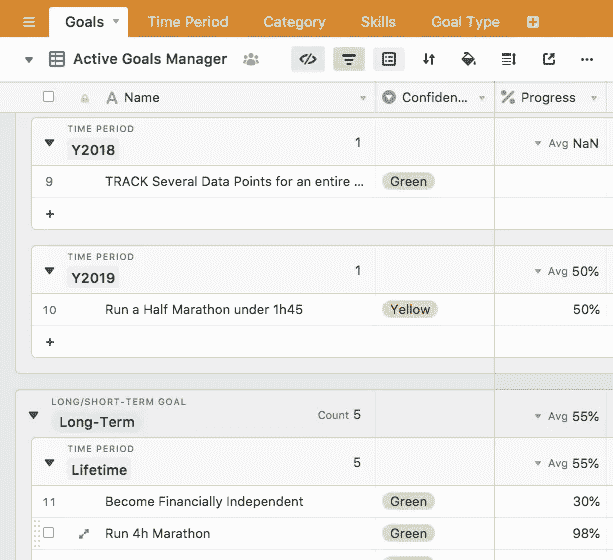 Goals Time Period Category Skills Goal Type
Active Goals Manager
A Name Confiden... % Progress
TIME PERIOD
Y2018 1 Avg NaN
9 TRACK Several Data Points for an entire ... Green
+
TIME PERIOD
Y2019 1 Avg 50%
10 Run a Half Marathon under 1h45 Yellow 50%
+
LONG/SHORT-TERM GOAL
Long-Term Count 5 Avg 55%
TIME PERIOD
Lifetime 5 Avg 55%
11 Become Financially Independent Green 30%
Run 4h Marathon Green 98%